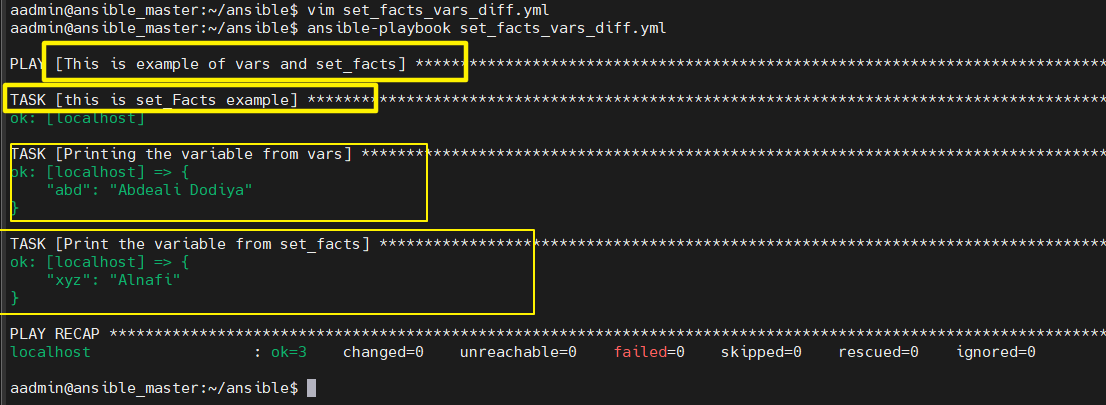 aadmin@ansible_master:~/ansible$ vim set_facts_vars_diff.yml
aadmin@ansible_master:~/ansible$ ansible-playbook set_facts_vars_diff.yml
PLAY [This is example of vars and set_facts] *****************************************************************************
TASK [this is set_Facts example] *****************************************************************************************
ok: [localhost]
TASK [Printing the variable from vars] ***********************************************************************************
ok: [localhost] => {
    "abd": "Abdeali Dodiya"
}
TASK [Print the variable from set_facts] *********************************************************************************
ok: [localhost] => {
    "xyz": "Alnafi"
}
PLAY RECAP ***************************************************************************************************************
localhost                  : ok=3    changed=0    unreachable=0    failed=0    skipped=0    rescued=0    ignored=0
aadmin@ansible_master:~/ansible$